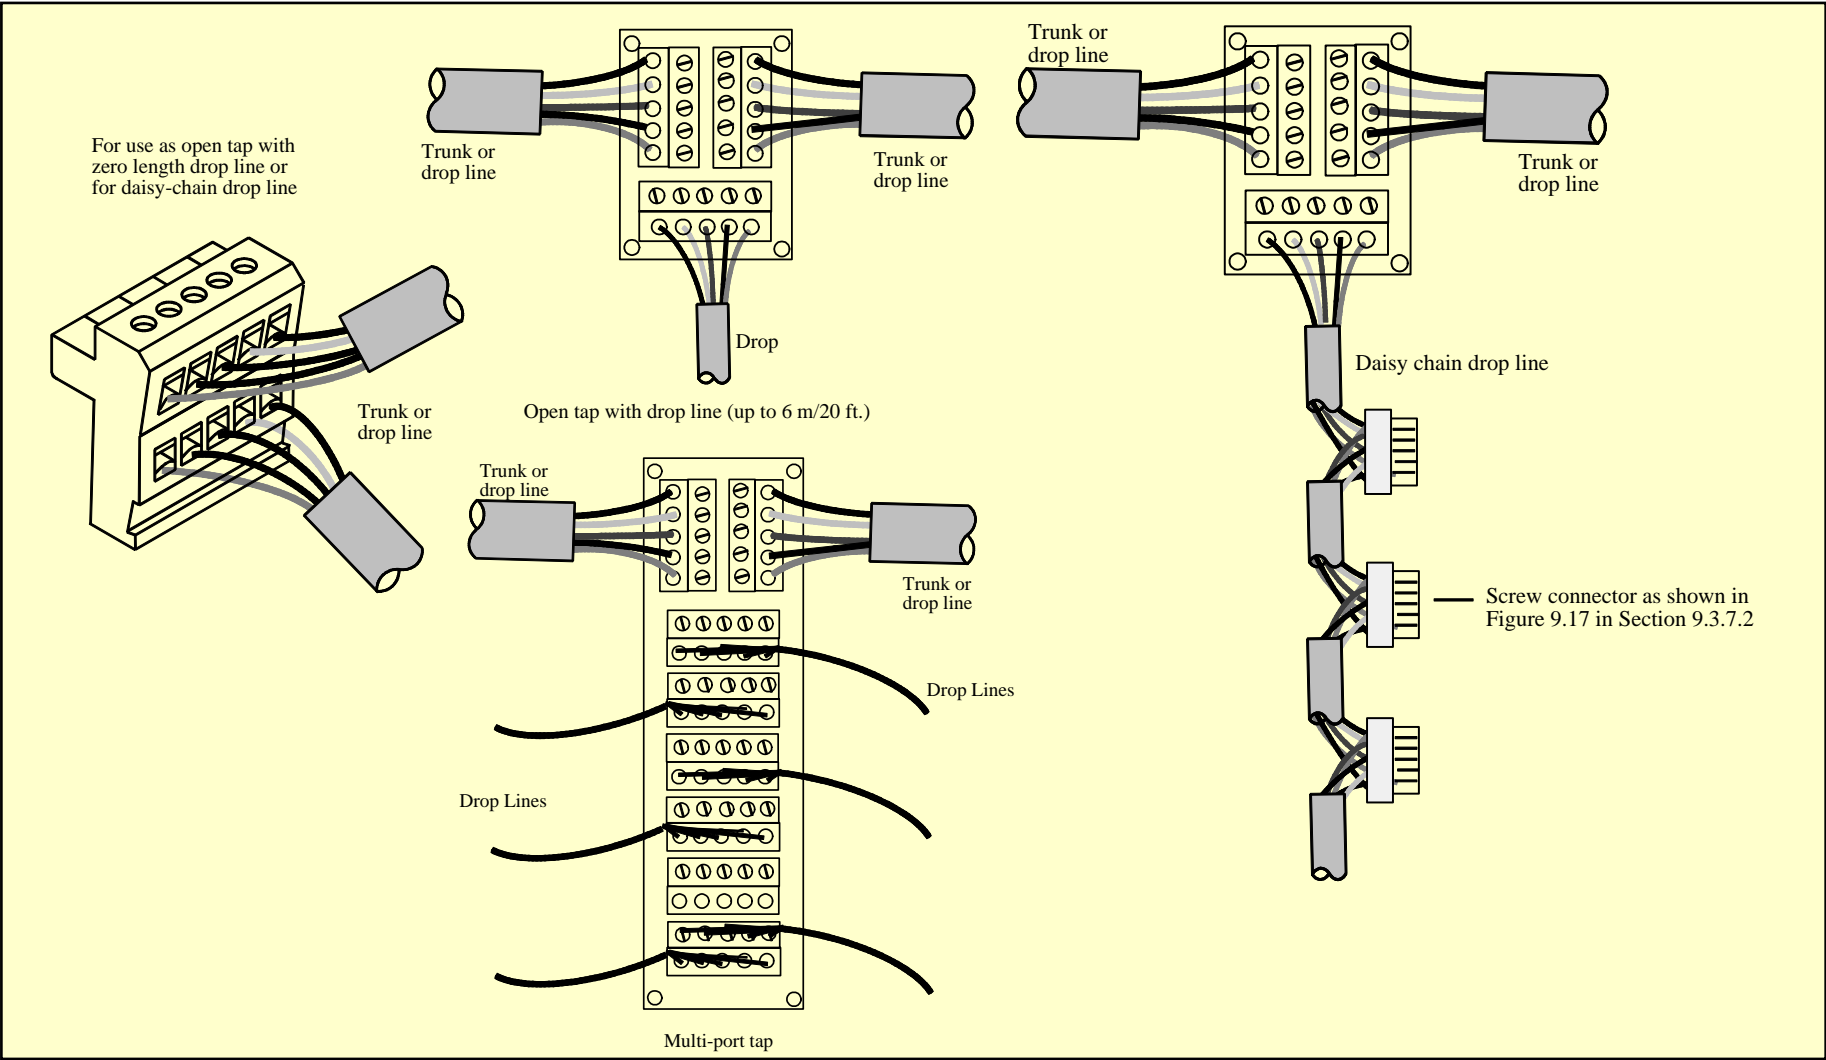 For use as open tap with
zero length drop line or
for daisy-chain drop line
Trunk or
drop line
Trunk or
drop line
Trunk or
drop line
Drop
Open tap with drop line (up to 6 m/20 ft.)
Trunk or
drop line
Trunk or
drop line
Drop Lines
Drop Lines
Multi-port tap
Trunk or
drop line
Trunk or
drop line
Daisy chain drop line
Screw connector as shown in
Figure 9.17 in Section 9.3.7.2